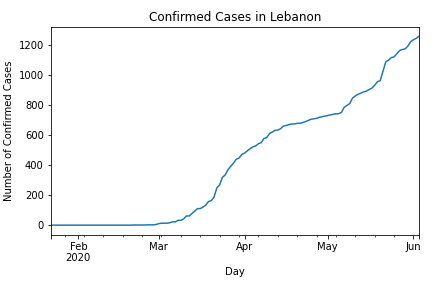 Confirmed Cases in Lebanon
Number of Confirmed Cases
1200
1000
800
600
400
200
0
Feb Mar Apr May Jun
2020
Day